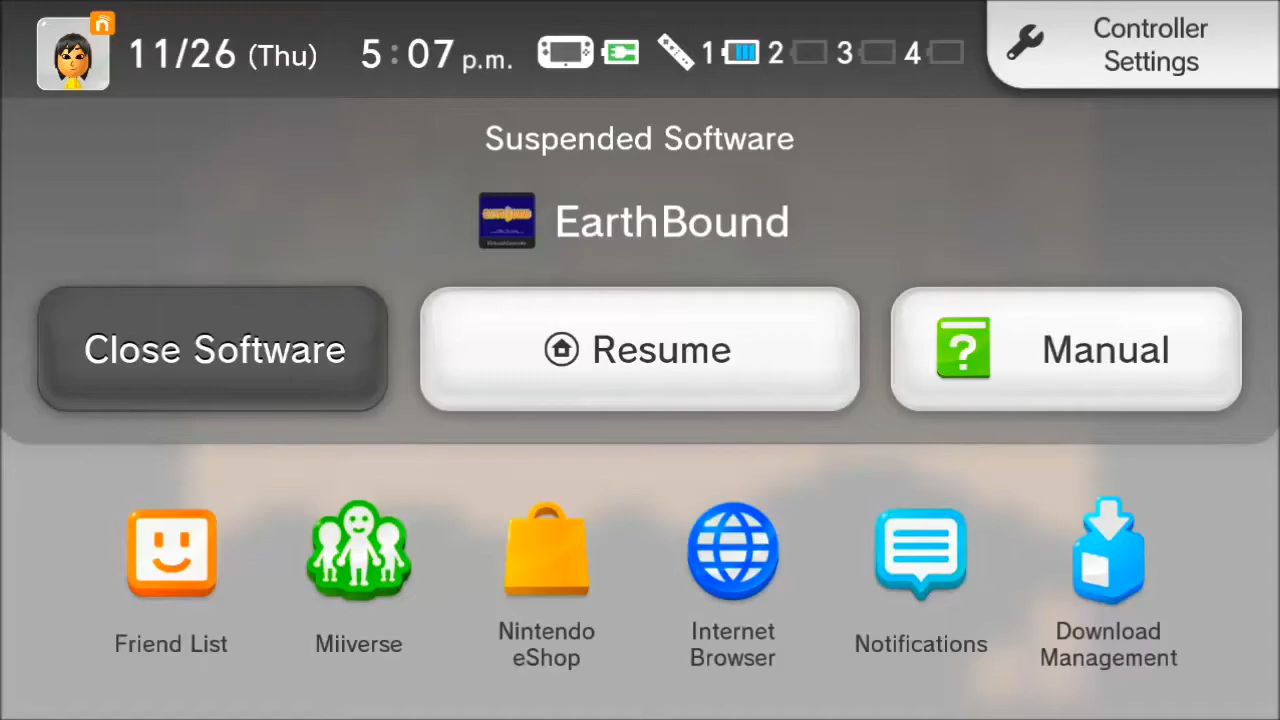 11/26 (Thu) 5:07 p.m. 1 2 3 4
Controller
Settings
Suspended Software
EarthBound
Close Software
Resume
? Manual
Friend List
Miiverse
Nintendo
eShop
Internet
Browser
Notifications
Download
Management